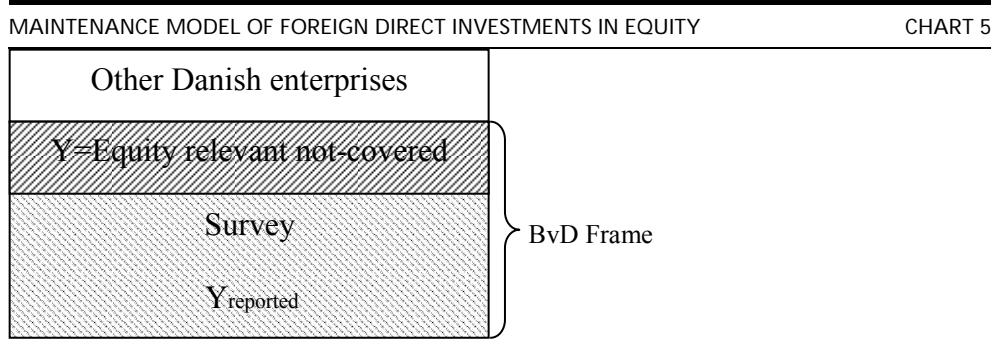 MAINTENANCE MODEL OF FOREIGN DIRECT INVESTMENTS IN EQUITY CHART 5
Other Danish enterprises
Y=Equity relevant not-covered
Survey
BvD Frame
Yreported